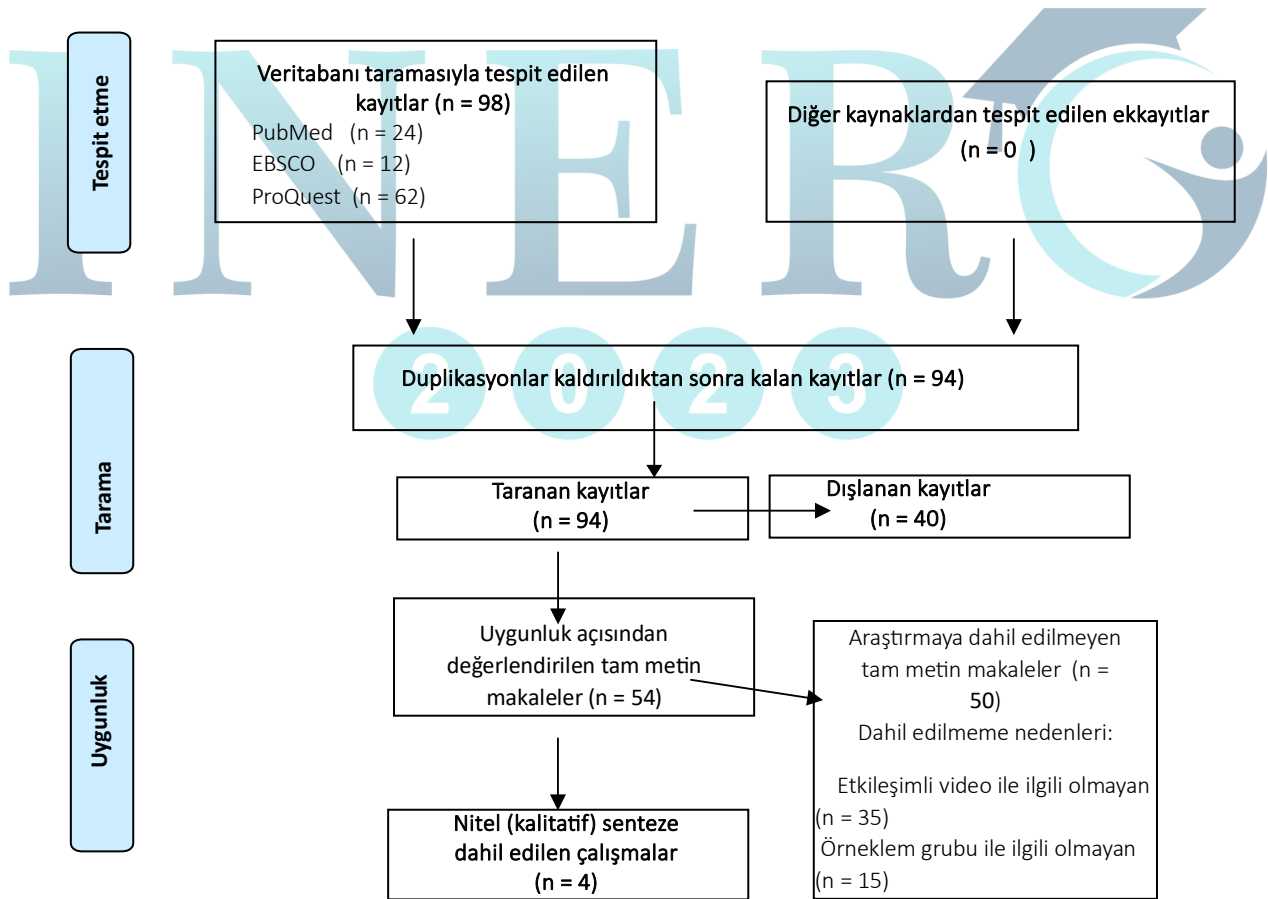 INER
2023
Tespit etme
Veritabanı taramasıyla tespit edilen
kayıtlar (n = 98)
PubMed (n = 24)
EBSCO (n = 12)
ProQuest (n = 62)
Diğer kaynaklardan tespit edilen ekkayıtlar
(n = 0 )
Tarama
Duplikasyonlar kaldırıldıktan sonra kalan kayıtlar (n = 94)
Taranan kayıtlar
(n = 94)
Dışlanan kayıtlar
(n = 40)
Uygunluk
Uygunluk açısından
değerlendirilen tam metin
makaleler (n = 54)
Araştırmaya dahil edilmeyen
tam metin makaleler (n =
50)
Dahil edilmeme nedenleri:
Etkileşimli video ile ilgili olmayan
(n = 35)
Örneklem grubu ile ilgili olmayan
(n = 15)
Nitel (kalitatif) senteze
dahil edilen çalışmalar
(n = 4)